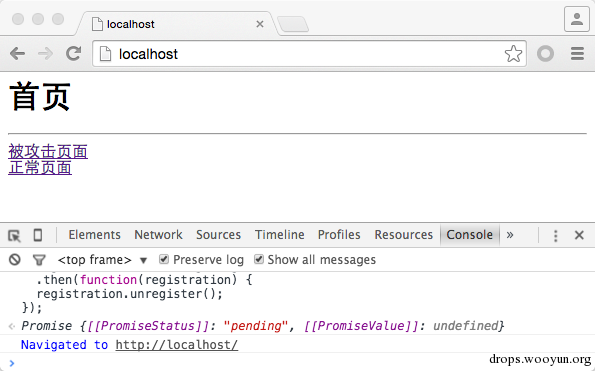 localhost
localhost
首页
被攻击页面
正常页面
Elements Network Sources Timeline Profiles Resources Console »
<top frame> ▼ Preserve log Show all messages
.then(function(registration) {
registration.unregister();
});
Promise {[[PromiseStatus]]: "pending", [[PromiseValue]]: undefined}
Navigated to http://localhost/
drops.wooyun.org